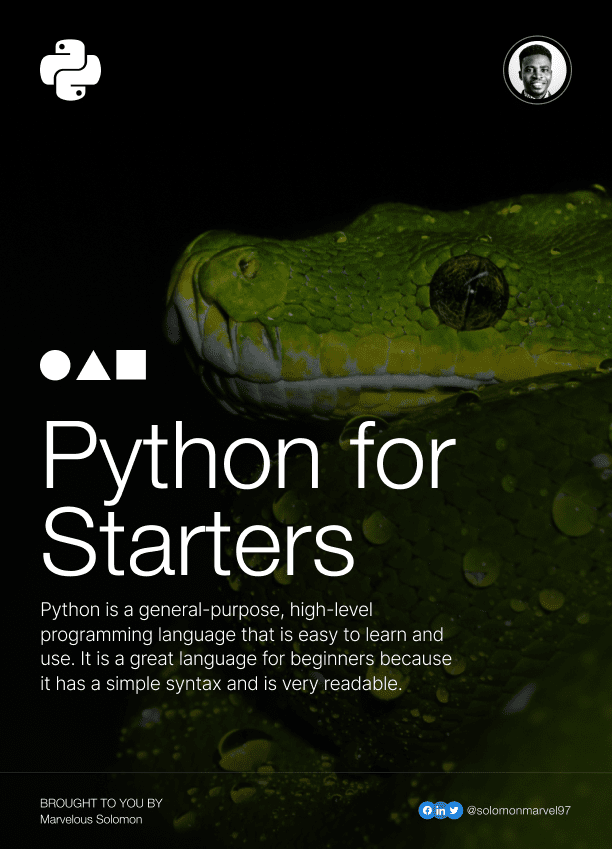 Python for
Starters
Python is a general-purpose, high-level
programming language that is easy to learn and
use. It is a great language for beginners because
it has a simple syntax and is very readable.
BROUGHT TO YOU BY
Marvelous Solomon
@solomonmarvel97